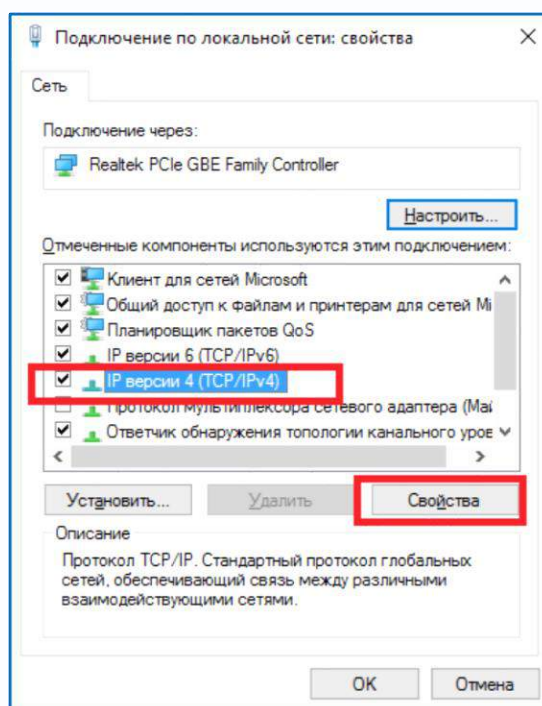 Подключение по локальной сети: свойства
Сеть
Подключение через:
Realtek PCIe GBE Family Controller
Настроить...
Отмеченные компоненты используются этим подключением:
Клиент для сетей Microsoft
Общий доступ к файлам и принтерам для сетей Mi
Планировщик пакетов QoS
IP версии 6 (TCP/IPv6)
IP версии 4 (TCP/IPv4)
Протокол мультиплексора сетевого адаптера (Май
Ответчик обнаружения топологии канального уров
Установить...
Удалить
Свойства
Описание
Протокол TCP/IP. Стандартный протокол глобальных
сетей, обеспечивающий связь между различными
взаимодействующими сетями.
OK
Отмена